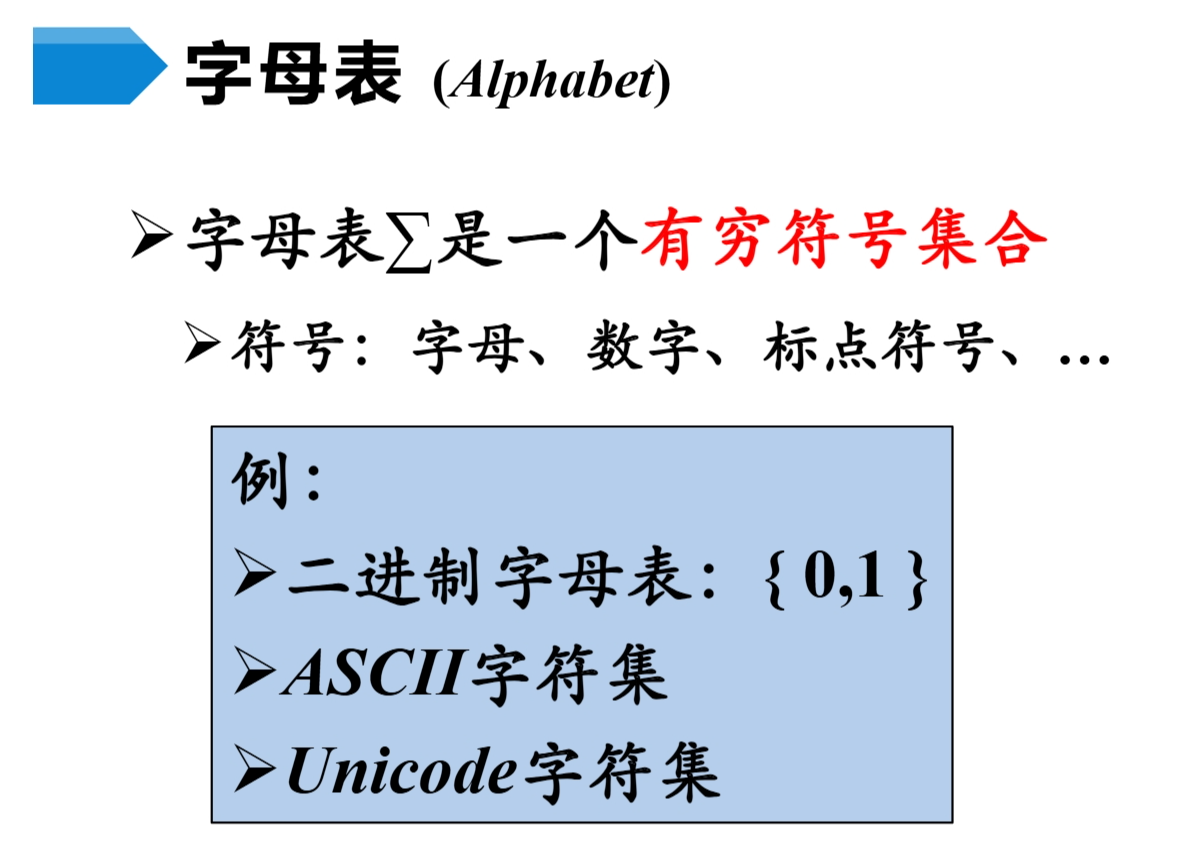 字母表 (Alphabet)
➢字母表∑是一个有穷符号集合
➢符号：字母、数字、标点符号、…
例：
➢二进制字母表：{ 0,1 }
➢ASCII字符集
➢Unicode字符集